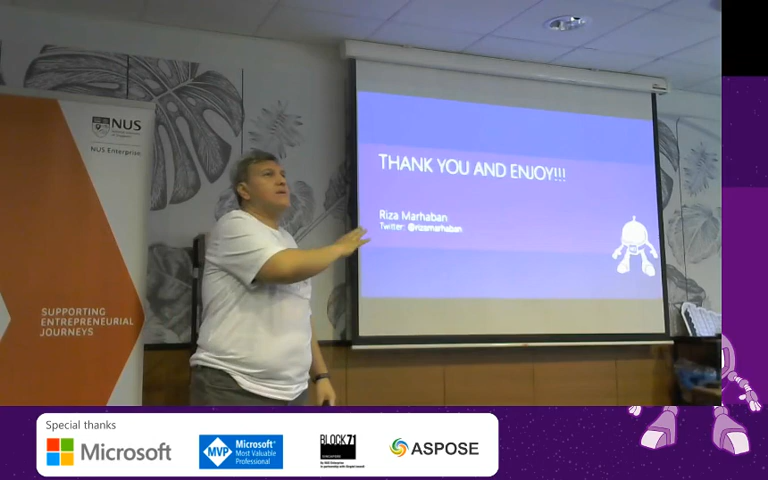 NUS
NUS Enterprise
SUPPORTING
ENTREPRENEURIAL
JOURNEYS
THANK YOU AND ENJOY!!!
Riza Marhaban
Twitter: @rizamarhaban
Special thanks
Microsoft
MVP
Microsoft®
Most Valuable
Professional
BLOCK71
ASPOSE